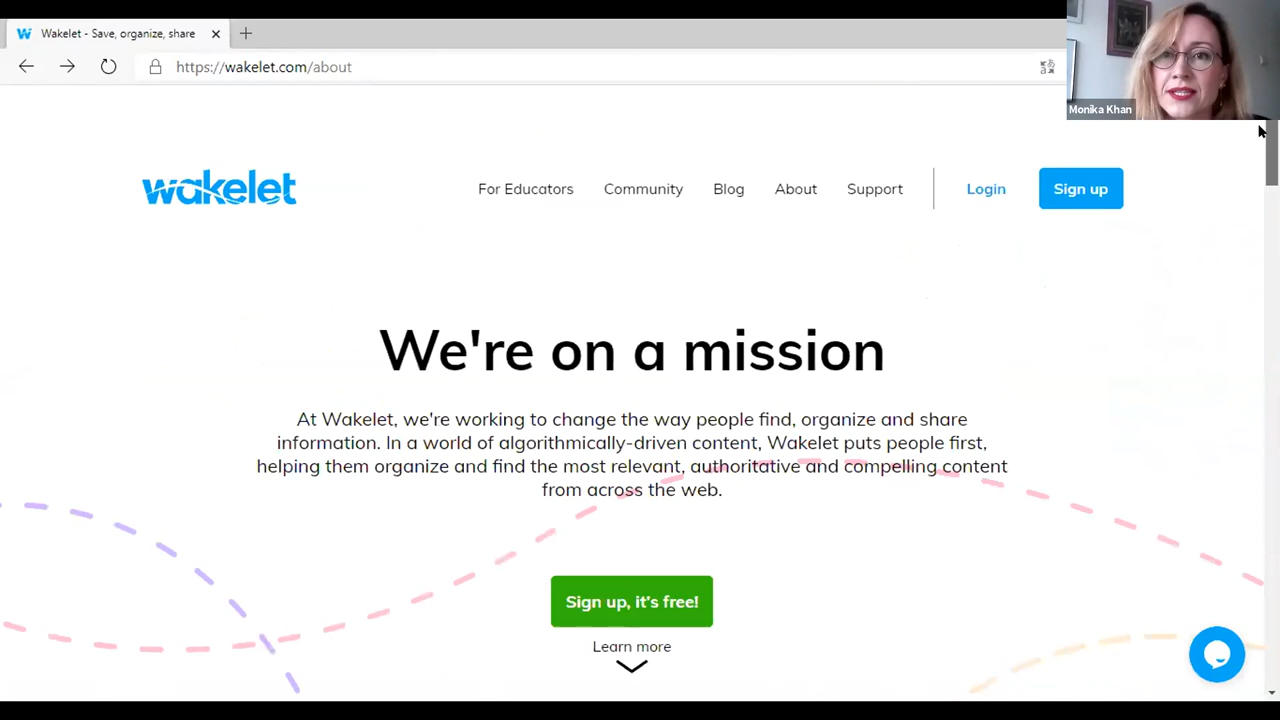 Wakelet - Save, organize, share
https://wakelet.com/about
Monika Khan
wakelet
For Educators
Community
Blog
About
Support
Login
Sign up
We're on a mission
At Wakelet, we're working to change the way people find, organize and share
information. In a world of algorithmically-driven content, Wakelet puts people first,
helping them organize and find the most relevant, authoritative and compelling content
from across the web.
Sign up, it's free!
Learn more